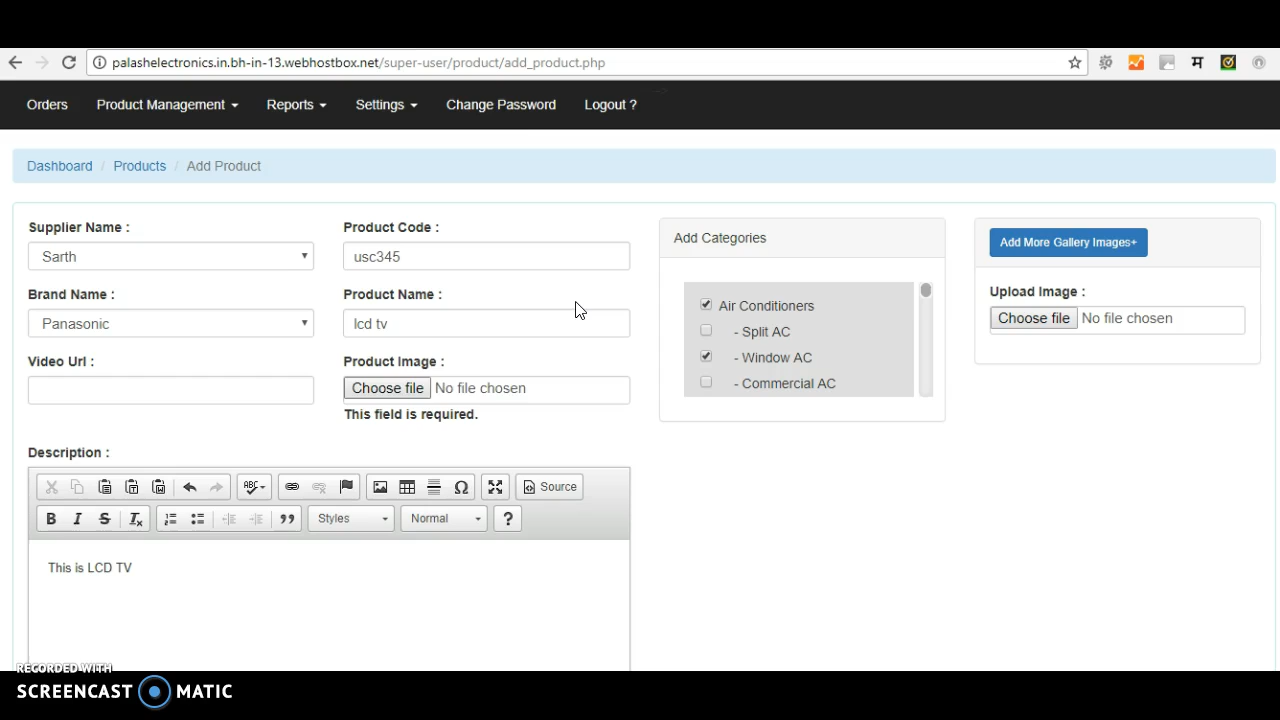 palashelectronics.in.bh-in-13.webhostbox.net/super-user/product/add_product.php
म
Orders Product Management Reports Settings Change Password Logout ?
Dashboard / Products / Add Product
Supplier Name :
Sarth
Product Code :
usc345
Brand Name :
Panasonic
Product Name :
lcd tv
Video Url :
Product Image :
Choose file No file chosen
This field is required.
Add Categories
Air Conditioners
- Split AC
- Window AC
- Commercial AC
Add More Gallery Images+
Upload Image :
Choose file No file chosen
Description :
ABC
Ω
Source
B I S Tx
Styles Normal ?
This is LCD TV
RECORDED WITH
SCREENCAST MATIC